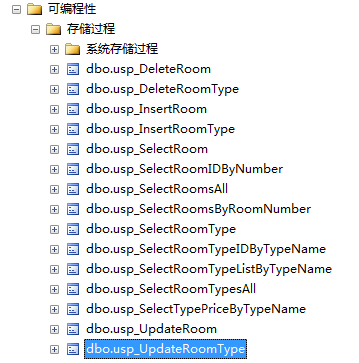 可编程性
存储过程
系统存储过程
dbo.usp_DeleteRoom
dbo.usp_DeleteRoomType
dbo.usp_InsertRoom
dbo.usp_InsertRoomType
dbo.usp_SelectRoom
dbo.usp_SelectRoomIDByNumber
dbo.usp_SelectRoomsAll
dbo.usp_SelectRoomsByRoomNumber
dbo.usp_SelectRoomType
dbo.usp_SelectRoomTypeIDByTypeName
dbo.usp_SelectRoomTypeListByTypeName
dbo.usp_SelectRoomTypesAll
dbo.usp_SelectTypePriceByTypeName
dbo.usp_UpdateRoom
dbo.usp_UpdateRoomType